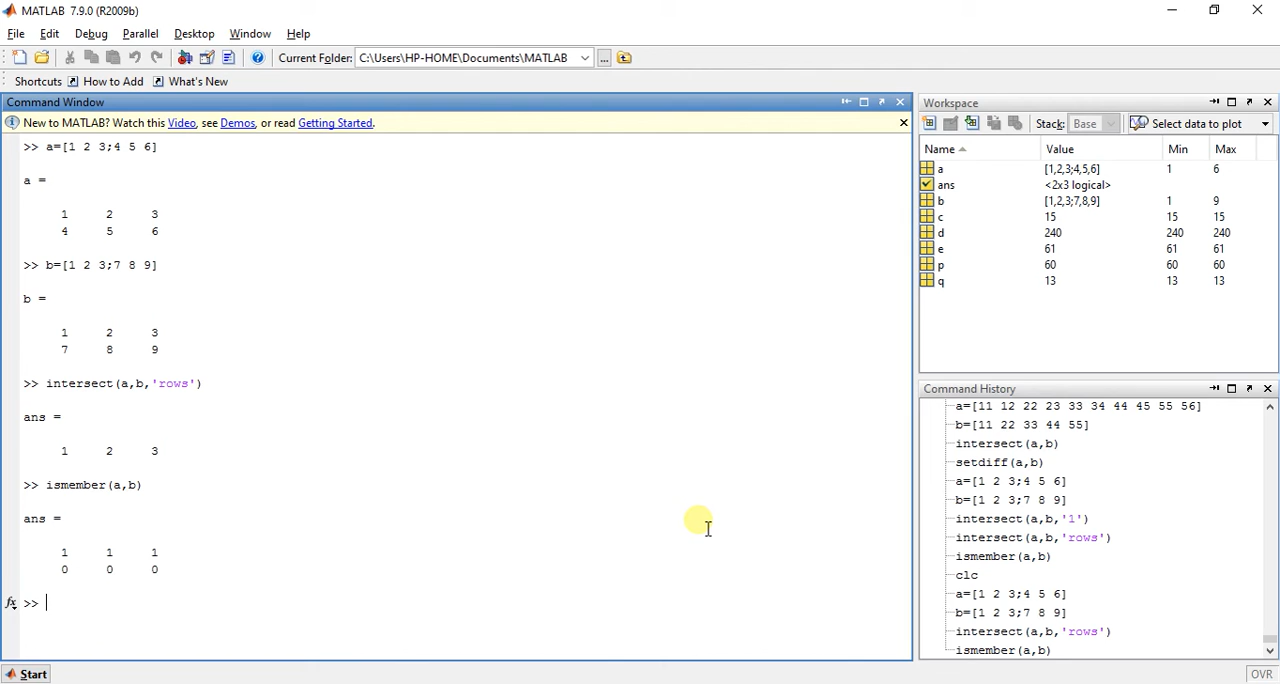 MATLAB 7.9.0 (R2009b)
File Edit Debug Parallel Desktop Window Help
Current Folder: C:\Users\HP-HOME\Documents\MATLAB ...
Shortcuts How to Add What's New
Command Window
New to MATLAB? Watch this Video, see Demos, or read Getting Started.
>> a=[1 2 3;4 5 6]
a =
1 2 3
4 5 6
>> b=[1 2 3;7 8 9]
b =
1 2 3
7 8 9
>> intersect(a,b,'rows')
ans =
1 2 3
>> ismember(a,b)
ans =
1 1 1
0 0 0
fx >>
Workspace
Stack: Base Select data to plot
Name Value Min Max
a [1,2,3;4,5,6] 1 6
ans <2x3 logical>
b [1,2,3;7,8,9] 1 9
c 15 15 15
d 240 240 240
e 61 61 61
p 60 60 60
q 13 13 13
Command History
a=[11 12 22 23 33 34 44 45 55 56]
b=[11 22 33 44 55]
intersect(a,b)
setdiff(a,b)
a=[1 2 3;4 5 6]
b=[1 2 3;7 8 9]
intersect(a,b,'1')
intersect(a,b,'rows')
ismember(a,b)
clc
a=[1 2 3;4 5 6]
b=[1 2 3;7 8 9]
intersect(a,b,'rows')
ismember(a,b)
Start
OVR